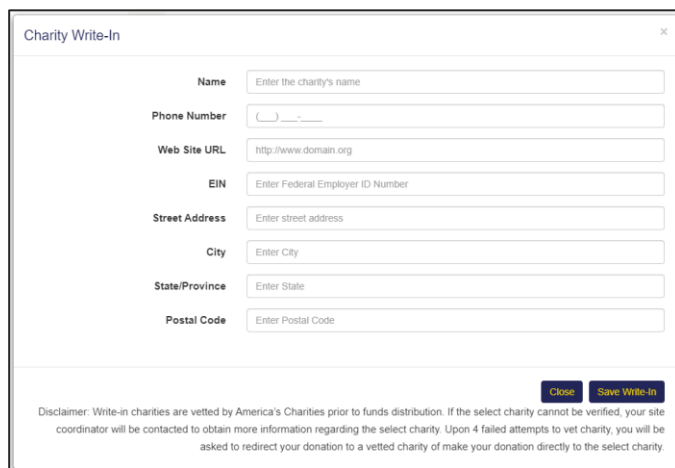 Charity Write-In ×
Name Enter the charity's name
Phone Number (___) ___-____
Web Site URL http://www.domain.org
EIN Enter Federal Employer ID Number
Street Address Enter street address
City Enter City
State/Province Enter State
Postal Code Enter Postal Code
Close Save Write-In
Disclaimer: Write-in charities are vetted by America's Charities prior to funds distribution. If the select charity cannot be verified, your site
coordinator will be contacted to obtain more information regarding the select charity. Upon 4 failed attempts to vet charity, you will be
asked to redirect your donation to a vetted charity of make your donation directly to the select charity.